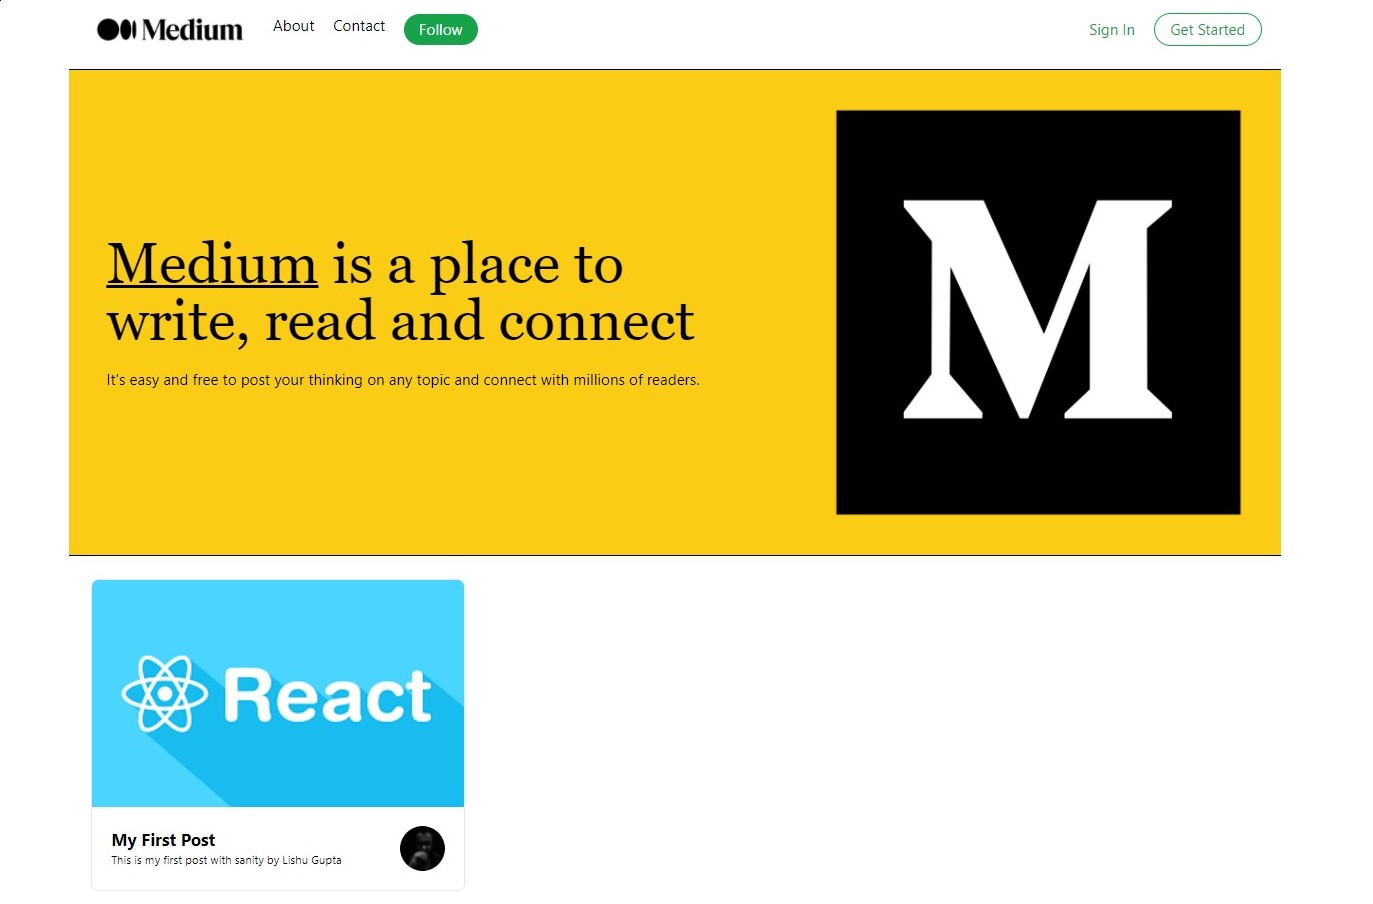 Medium About Contact Follow Sign In Get Started
Medium is a place to
write, read and connect
It's easy and free to post your thinking on any topic and connect with millions of readers.
M
React
My First Post
This is my first post with sanity by Lishu Gupta